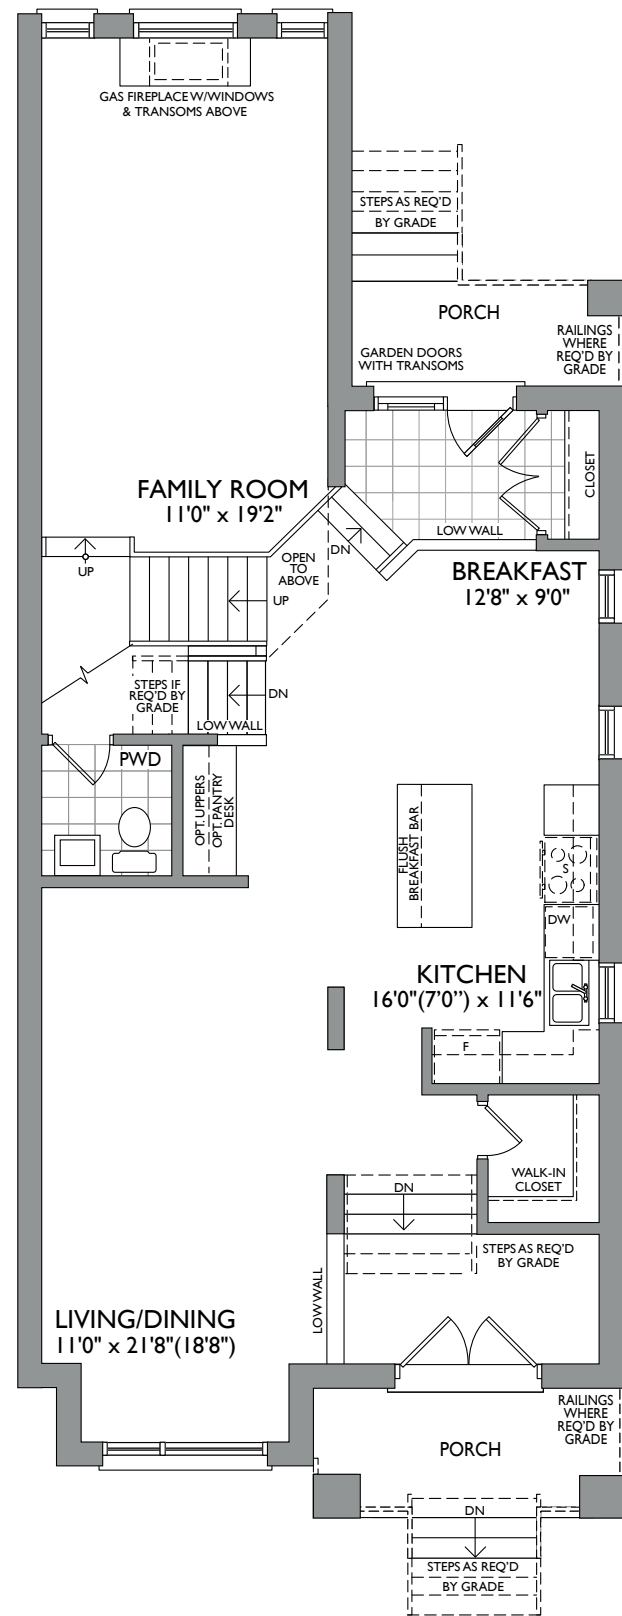 GAS FIREPLACE W/WINDOWS
& TRANSOMS ABOVE
STEPS AS REQ'D
BY GRADE
PORCH
RAILINGS
WHERE
REQ'D BY
GRADE
GARDEN DOORS
WITH TRANSOMS
CLOSET
FAMILY ROOM
11'0" x 19'2"
LOW WALL
DN
OPEN
TO
ABOVE
UP
UP
BREAKFAST
12'8" x 9'0"
STEPS IF
REQ'D BY
GRADE
DN
LOW WALL
PWD
OPT. UPPERS
OPT. PANTRY
DESK
FLUSH
BREAKFAST BAR
S
DW
KITCHEN
16'0"(7'0") x 11'6"
F
WALK-IN
CLOSET
DN
STEPS AS REQ'D
BY GRADE
LOW WALL
LIVING/DINING
11'0" x 21'8"(18'8")
RAILINGS
WHERE
REQ'D BY
GRADE
PORCH
DN
STEPS AS REQ'D
BY GRADE